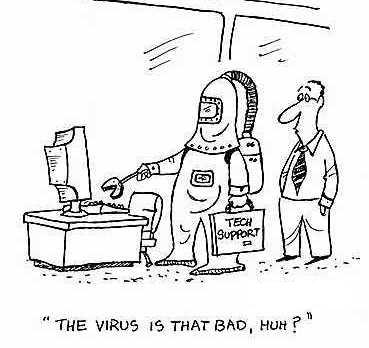 TECH
SUPPORT
"THE VIRUS IS THAT BAD, HUH?"